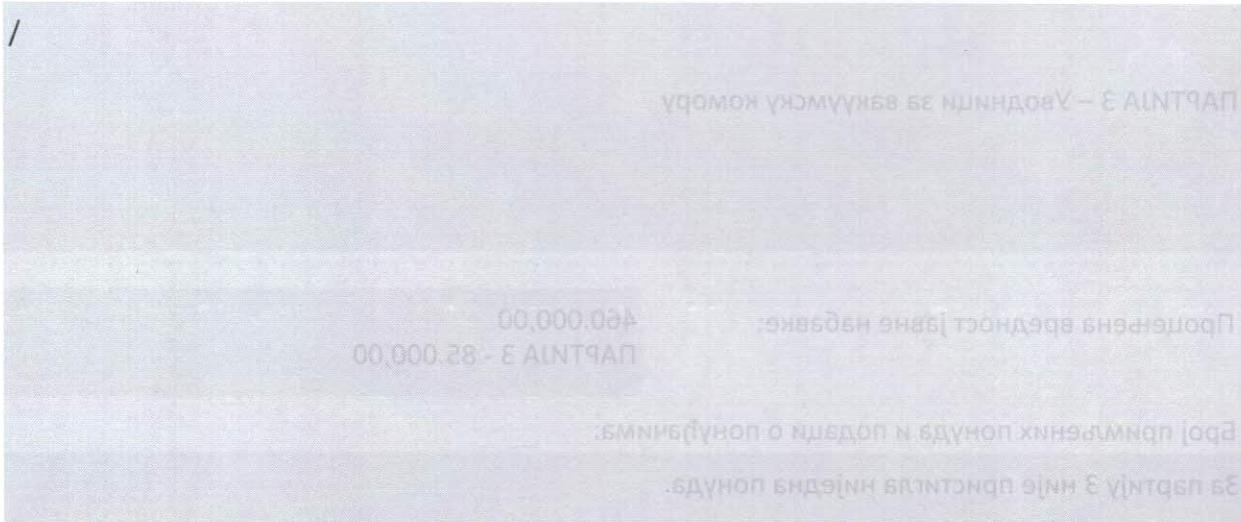 /
ПАРТИЈА 3 – Уводници за вакуумску комору
Процењена вредност јавне набавке:
460.000,00
ПАРТИЈА 3 - 85.000,00
Број примљених понуда и подаци о понуђачима:
За партију 3 није пристигла ниједна понуда.